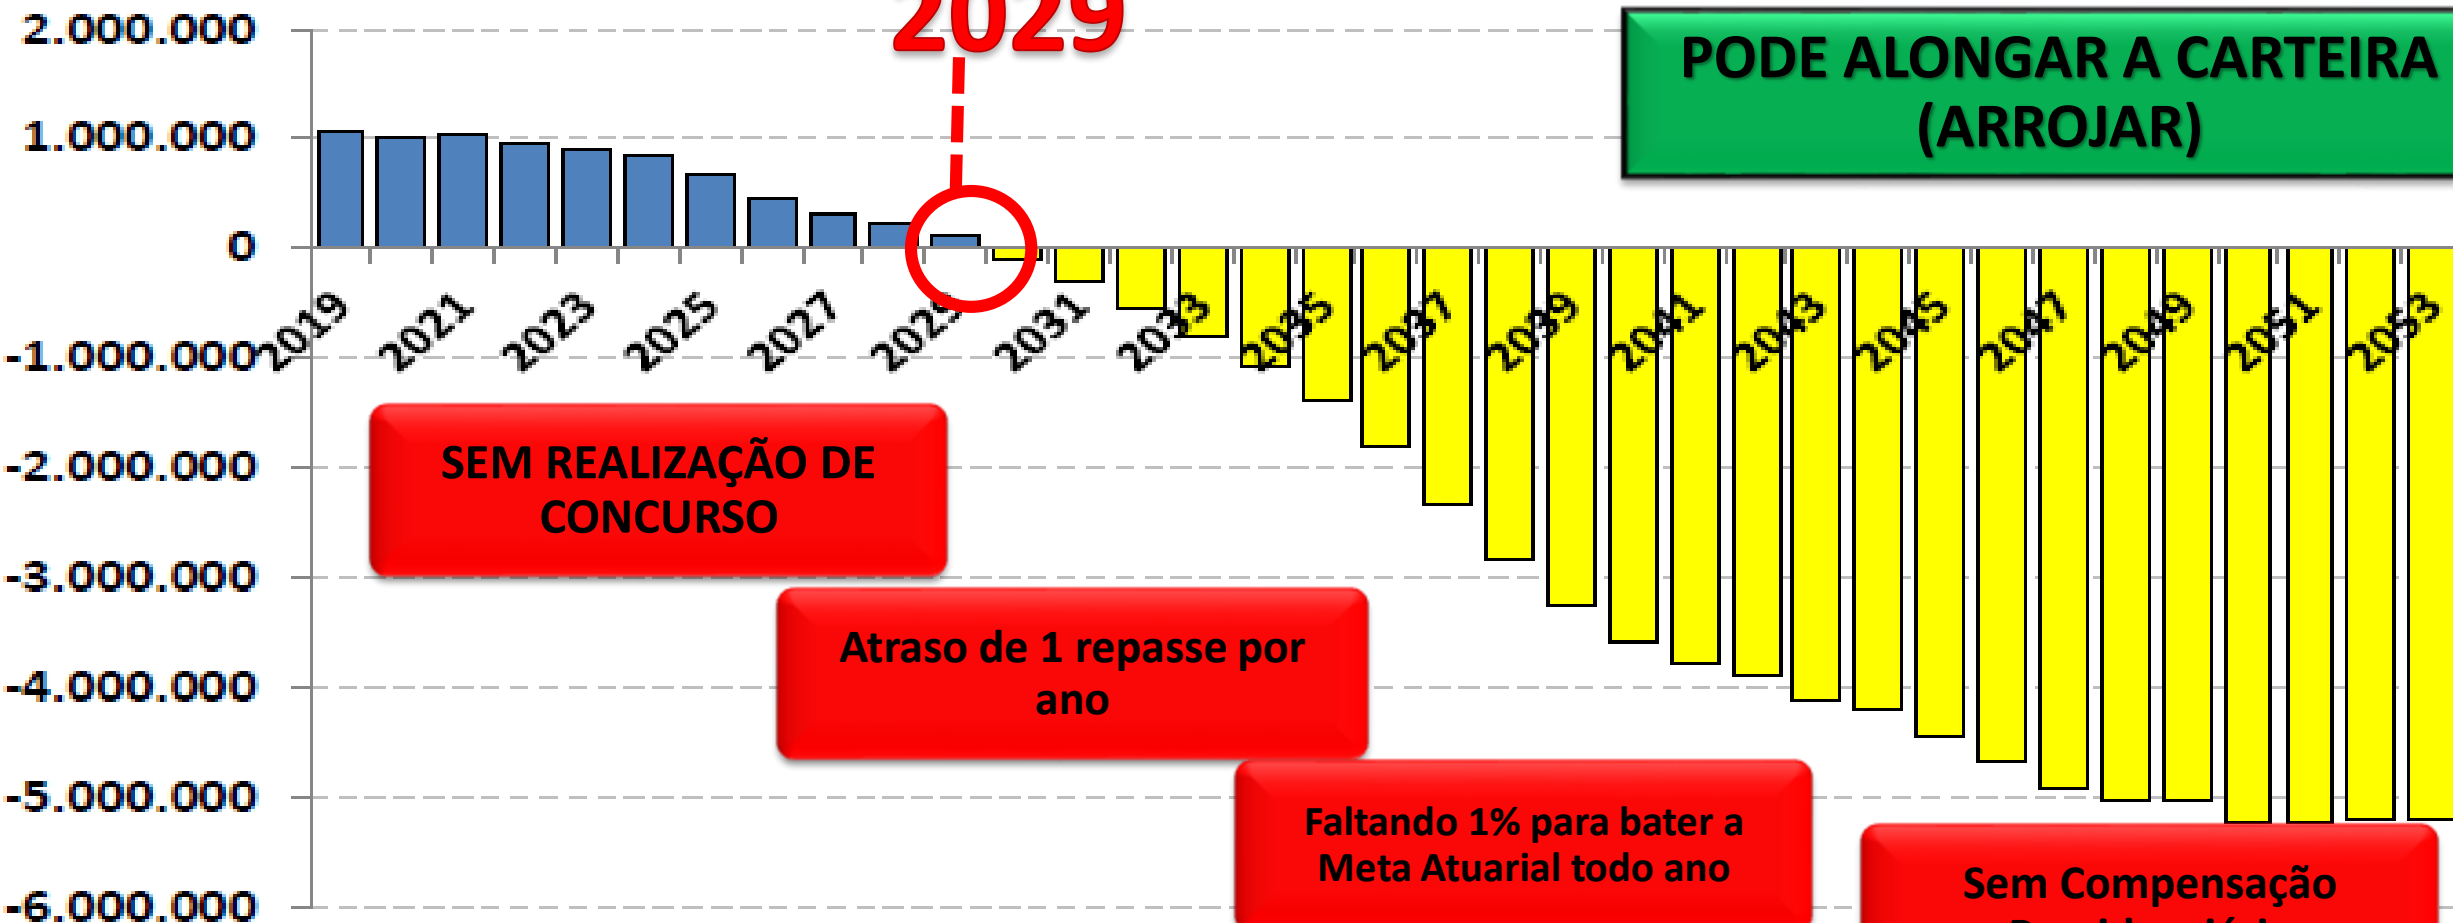 2029
PODE ALONGAR A CARTEIRA
(ARROJAR)
2.000.000
1.000.000
0
-1.000.000
-2.000.000
-3.000.000
-4.000.000
-5.000.000
-6.000.000
2019 2021 2023 2025 2027 2029 2031 2033 2035 2037 2039 2041 2043 2045 2047 2049 2051 2053
SEM REALIZAÇÃO DE
CONCURSO
Atraso de 1 repasse por
ano
Faltando 1% para bater a
Meta Atuarial todo ano
Sem Compensação